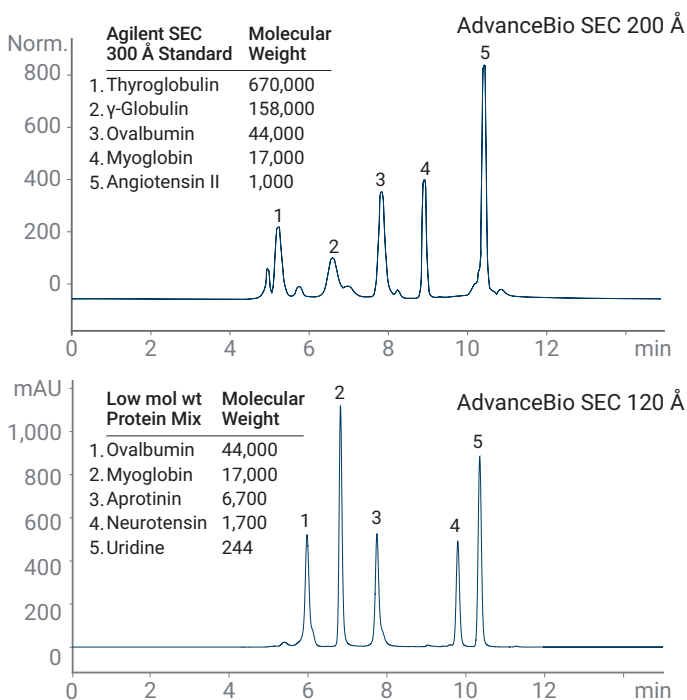 AdvanceBio SEC 200 Å
Norm.
Agilent SEC Molecular
300 Å Standard Weight
1. Thyroglobulin 670,000
2. γ-Globulin 158,000
3. Ovalbumin 44,000
4. Myoglobin 17,000
5. Angiotensin II 1,000
800
600
400
200
0
1
2
3
4
5
0 2 4 6 8 10 12 min
mAU
AdvanceBio SEC 120 Å
Low mol wt Molecular
Protein Mix Weight
1. Ovalbumin 44,000
2. Myoglobin 17,000
3. Aprotinin 6,700
4. Neurotensin 1,700
5. Uridine 244
1,000
800
600
400
200
0
1
2
3
4
5
0 2 4 6 8 10 12 min